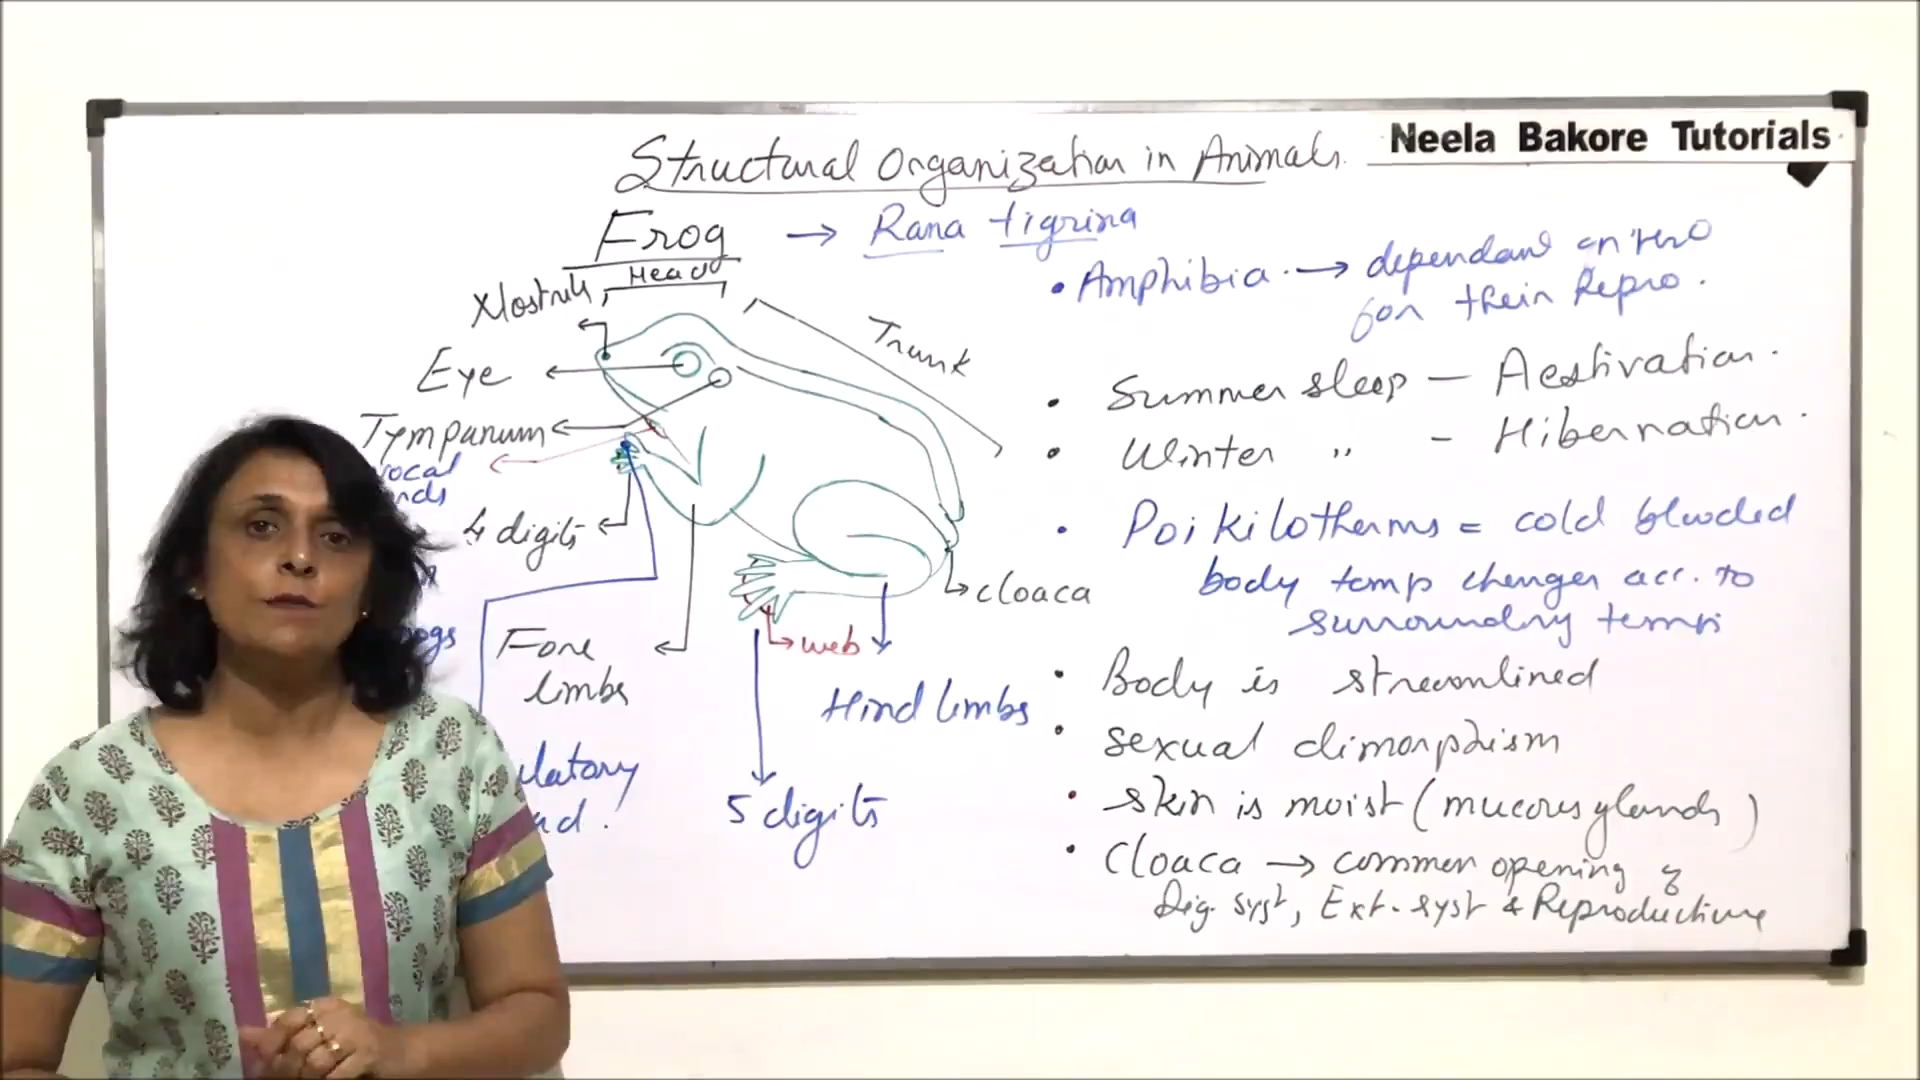 Neela Bakore Tutorials
Structural Organization in Animals.
Frog → Rana tigrina
Head
Nostrils
Eye
Tympanum
vocal
4 digits
Fore
limbs
Trunk
cloaca
web
Hind limbs
5 digits
• Amphibia. → dependant on H2O
for their Repro.
• Summer sleep - Aestivation.
• Winter " - Hibernation.
• Poikilotherms = cold blooded
body temp changes acc. to
surrounding temp
• Body is streamlined
• sexual dimorphism
• skin is moist (mucous glands)
• Cloaca → common opening of
Dig. syst, Ext. syst & Reproductive